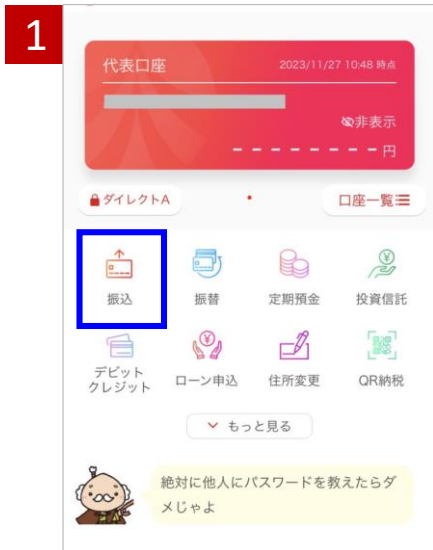 1
代表口座
2023/11/27 10:48 時点
非表示
--------円
ダイレクトA
口座一覧
振込
振替
定期預金
投資信託
デビット
クレジット
ローン申込
住所変更
QR納税
もっと見る
絶対に他人にパスワードを教えたらダ
メじゃよ